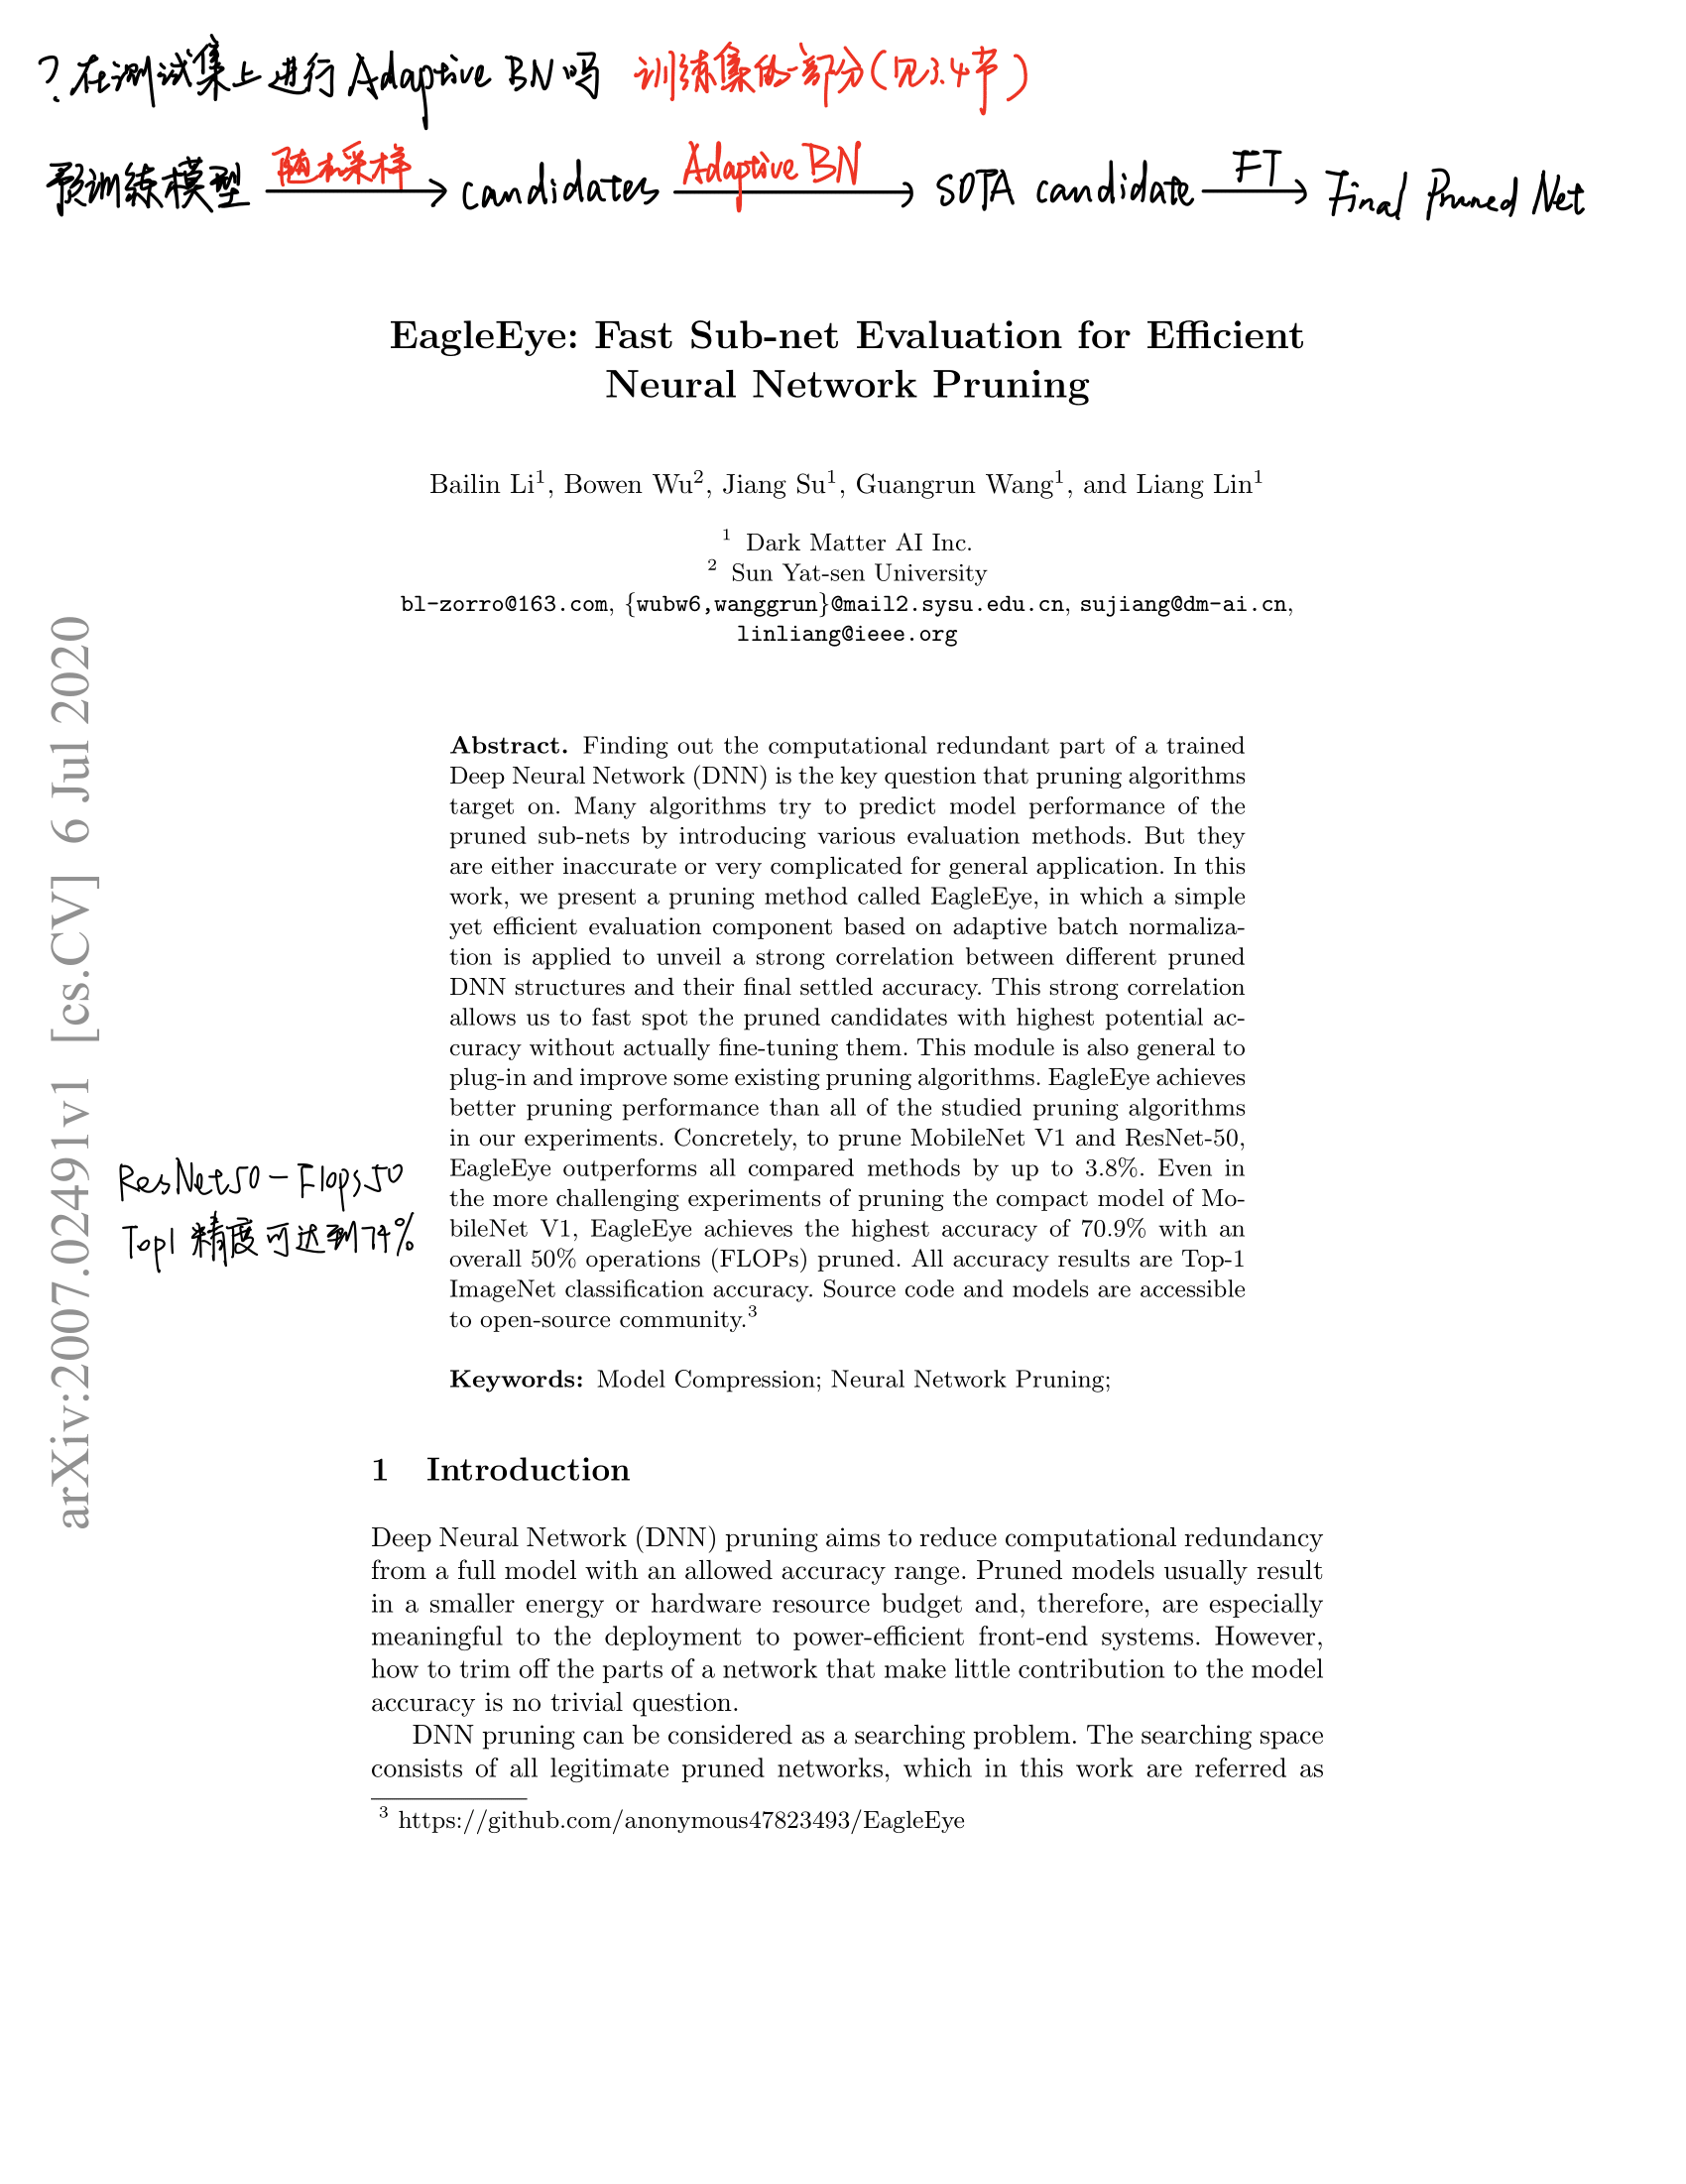 ? 在测试集上进行 Adaptive BN 吗 训练集的一部分(见3.4节)
预训练模型 随机采样 candidates Adaptive BN SOTA candidate FT Final Pruned Net
EagleEye: Fast Sub-net Evaluation for Efficient
Neural Network Pruning
Bailin Li¹, Bowen Wu², Jiang Su¹, Guangrun Wang¹, and Liang Lin¹
¹ Dark Matter AI Inc.
² Sun Yat-sen University
bl-zorro@163.com, {wubw6,wanggrun}@mail2.sysu.edu.cn, sujiang@dm-ai.cn,
linliang@ieee.org
arXiv:2007.02491v1 [cs.CV] 6 Jul 2020
Abstract. Finding out the computational redundant part of a trained
Deep Neural Network (DNN) is the key question that pruning algorithms
target on. Many algorithms try to predict model performance of the
pruned sub-nets by introducing various evaluation methods. But they
are either inaccurate or very complicated for general application. In this
work, we present a pruning method called EagleEye, in which a simple
yet efficient evaluation component based on adaptive batch normaliza-
tion is applied to unveil a strong correlation between different pruned
DNN structures and their final settled accuracy. This strong correlation
allows us to fast spot the pruned candidates with highest potential ac-
curacy without actually fine-tuning them. This module is also general to
plug-in and improve some existing pruning algorithms. EagleEye achieves
better pruning performance than all of the studied pruning algorithms
in our experiments. Concretely, to prune MobileNet V1 and ResNet-50,
EagleEye outperforms all compared methods by up to 3.8%. Even in
the more challenging experiments of pruning the compact model of Mo-
bileNet V1, EagleEye achieves the highest accuracy of 70.9% with an
overall 50% operations (FLOPs) pruned. All accuracy results are Top-1
ImageNet classification accuracy. Source code and models are accessible
to open-source community.³
ResNet50-Flops50
Top1 精度可达到74%
Keywords: Model Compression; Neural Network Pruning;
1 Introduction
Deep Neural Network (DNN) pruning aims to reduce computational redundancy
from a full model with an allowed accuracy range. Pruned models usually result
in a smaller energy or hardware resource budget and, therefore, are especially
meaningful to the deployment to power-efficient front-end systems. However,
how to trim off the parts of a network that make little contribution to the model
accuracy is no trivial question.
DNN pruning can be considered as a searching problem. The searching space
consists of all legitimate pruned networks, which in this work are referred as
³ https://github.com/anonymous47823493/EagleEye